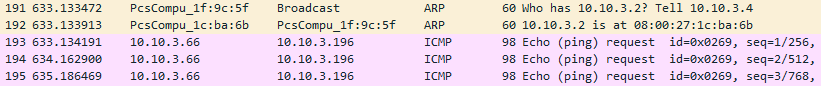 191 633.133472 PcsCompu_1f:9c:5f Broadcast ARP 60 Who has 10.10.3.2? Tell 10.10.3.4
192 633.133913 PcsCompu_1c:ba:6b PcsCompu_1f:9c:5f ARP 60 10.10.3.2 is at 08:00:27:1c:ba:6b
193 633.134191 10.10.3.66 10.10.3.196 ICMP 98 Echo (ping) request id=0x0269, seq=1/256,
194 634.162900 10.10.3.66 10.10.3.196 ICMP 98 Echo (ping) request id=0x0269, seq=2/512,
195 635.186469 10.10.3.66 10.10.3.196 ICMP 98 Echo (ping) request id=0x0269, seq=3/768,